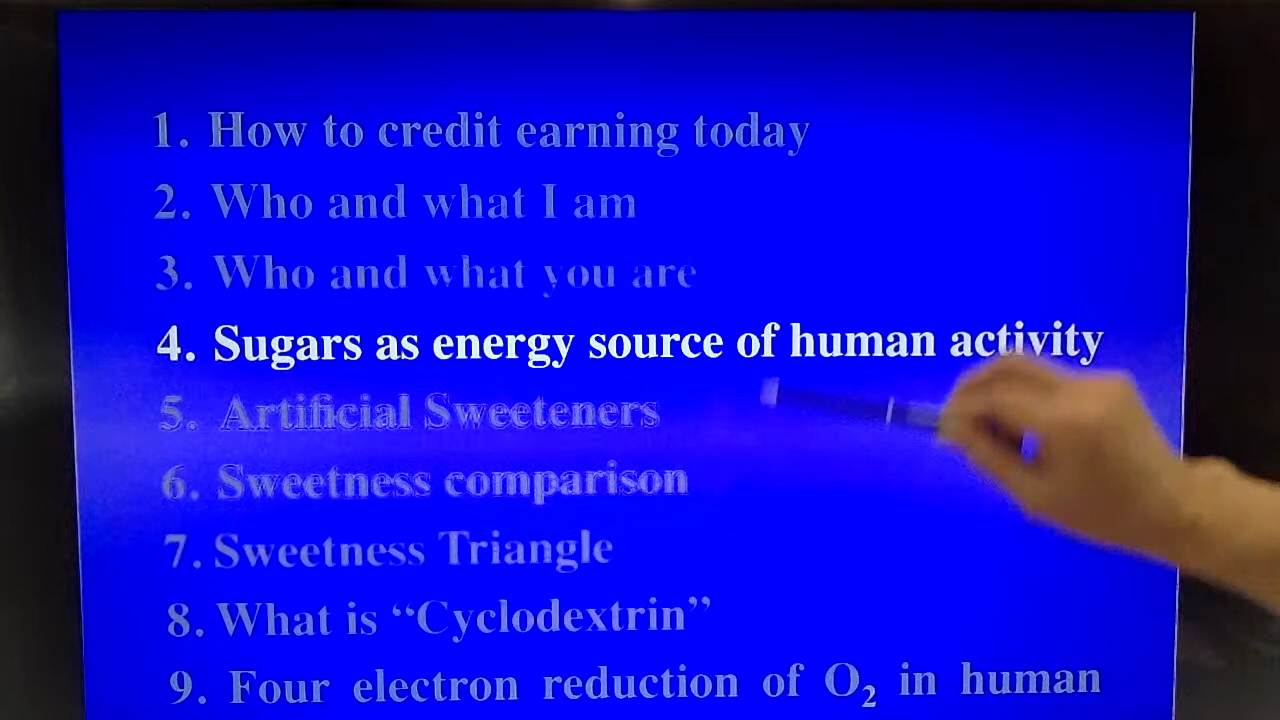 1. How to credit earning today
2. Who and what I am
3. Who and what you are
4. Sugars as energy source of human activity
5. Artificial Sweeteners
6. Sweetness comparison
7. Sweetness Triangle
8. What is “Cyclodextrin”
9. Four electron reduction of O₂ in human